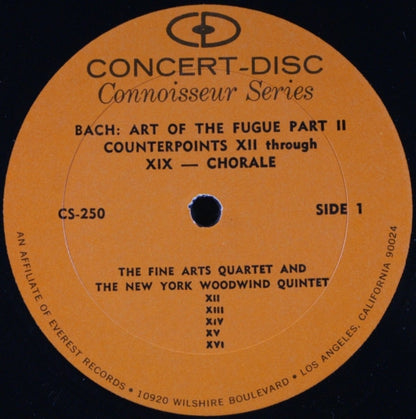 CD
CONCERT-DISC
Connoisseur Series
BACH: ART OF THE FUGUE PART II
COUNTERPOINTS XII through
XIX — CHORALE
CS-250
SIDE 1
THE FINE ARTS QUARTET AND
THE NEW YORK WOODWIND QUINTET
XII
XIII
XIV
XV
XVI
AN AFFILIATE OF EVEREST RECORDS • 10920 WILSHIRE BOULEVARD • LOS ANGELES, CALIFORNIA 90024